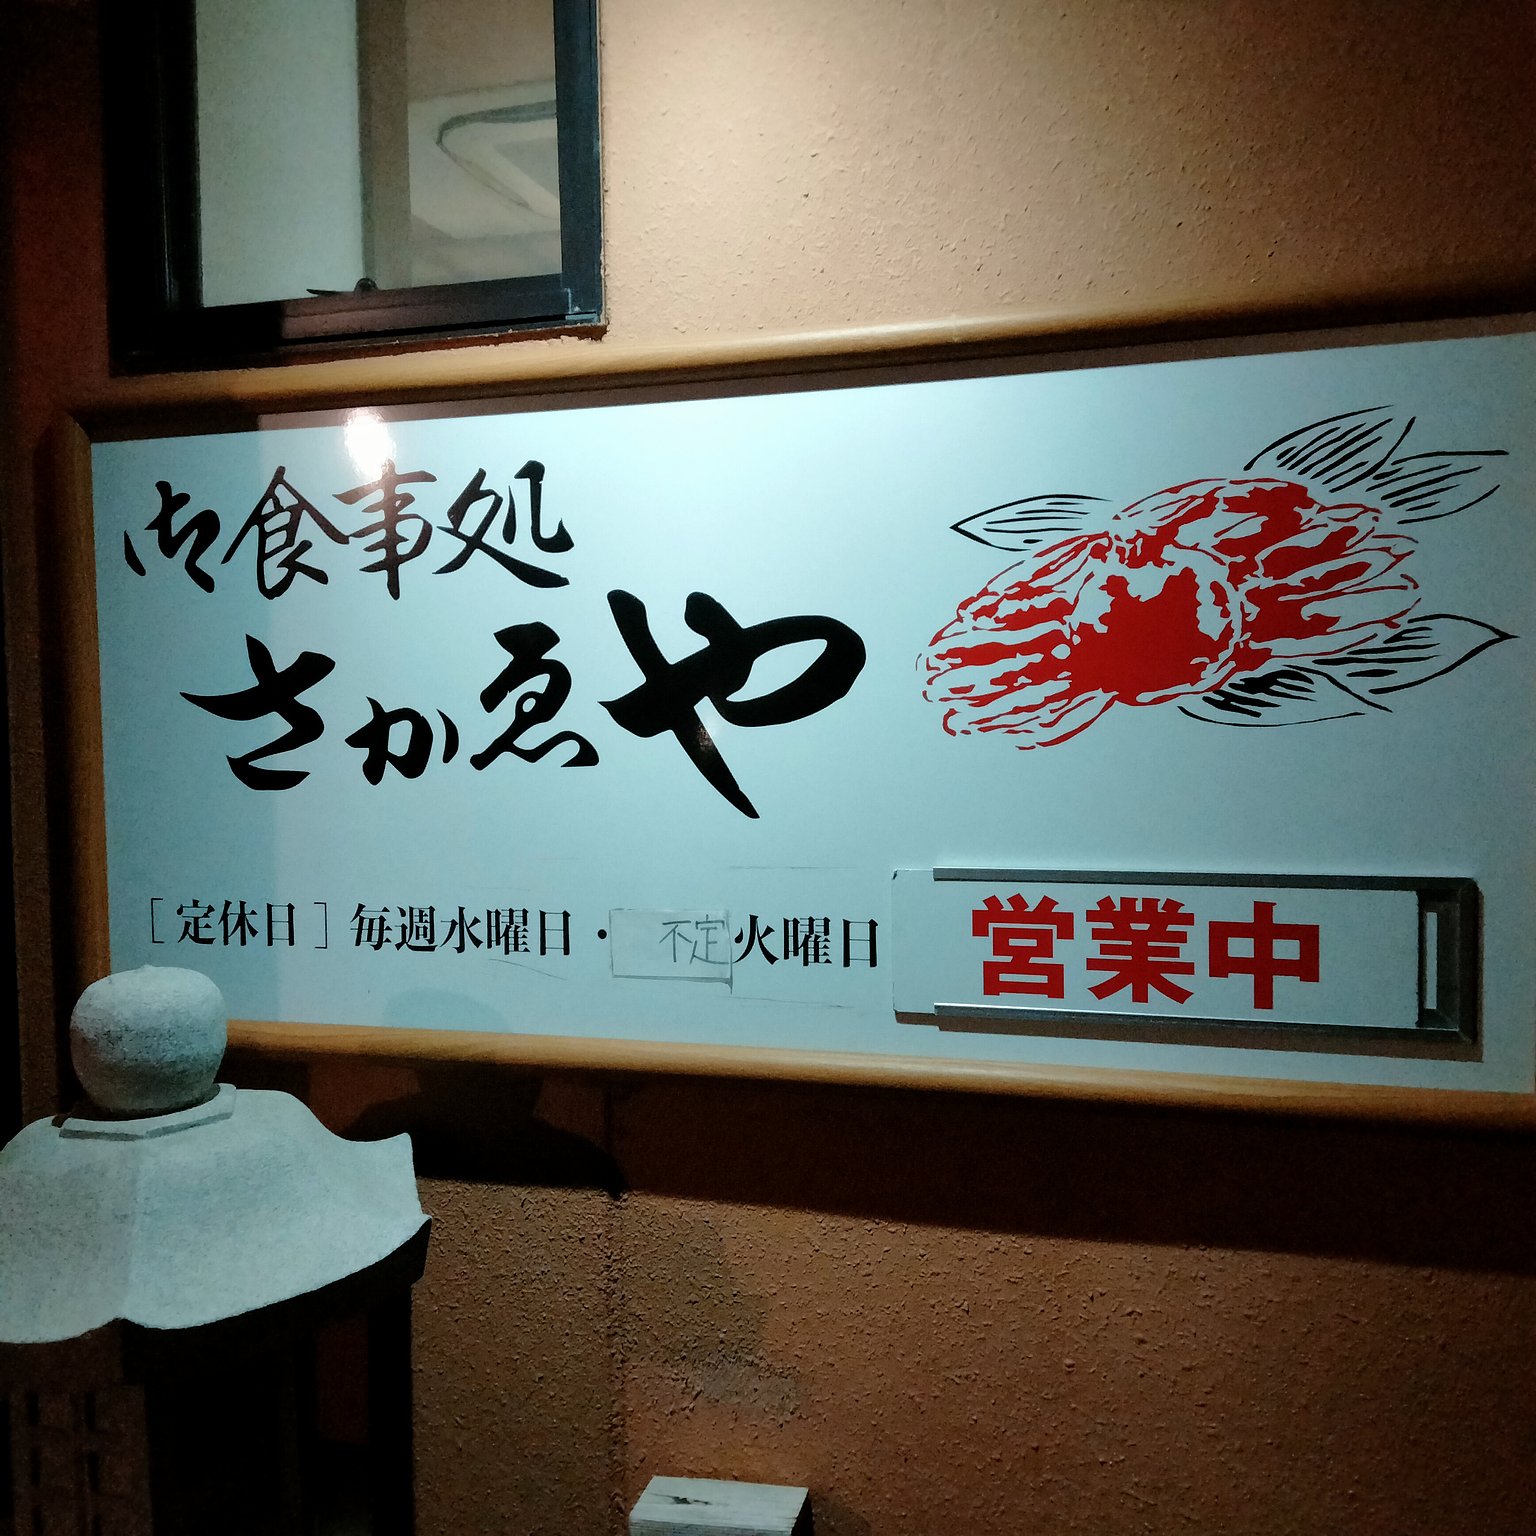 御食事処
さかゑや
［定休日］毎週水曜日・不定火曜日
営業中